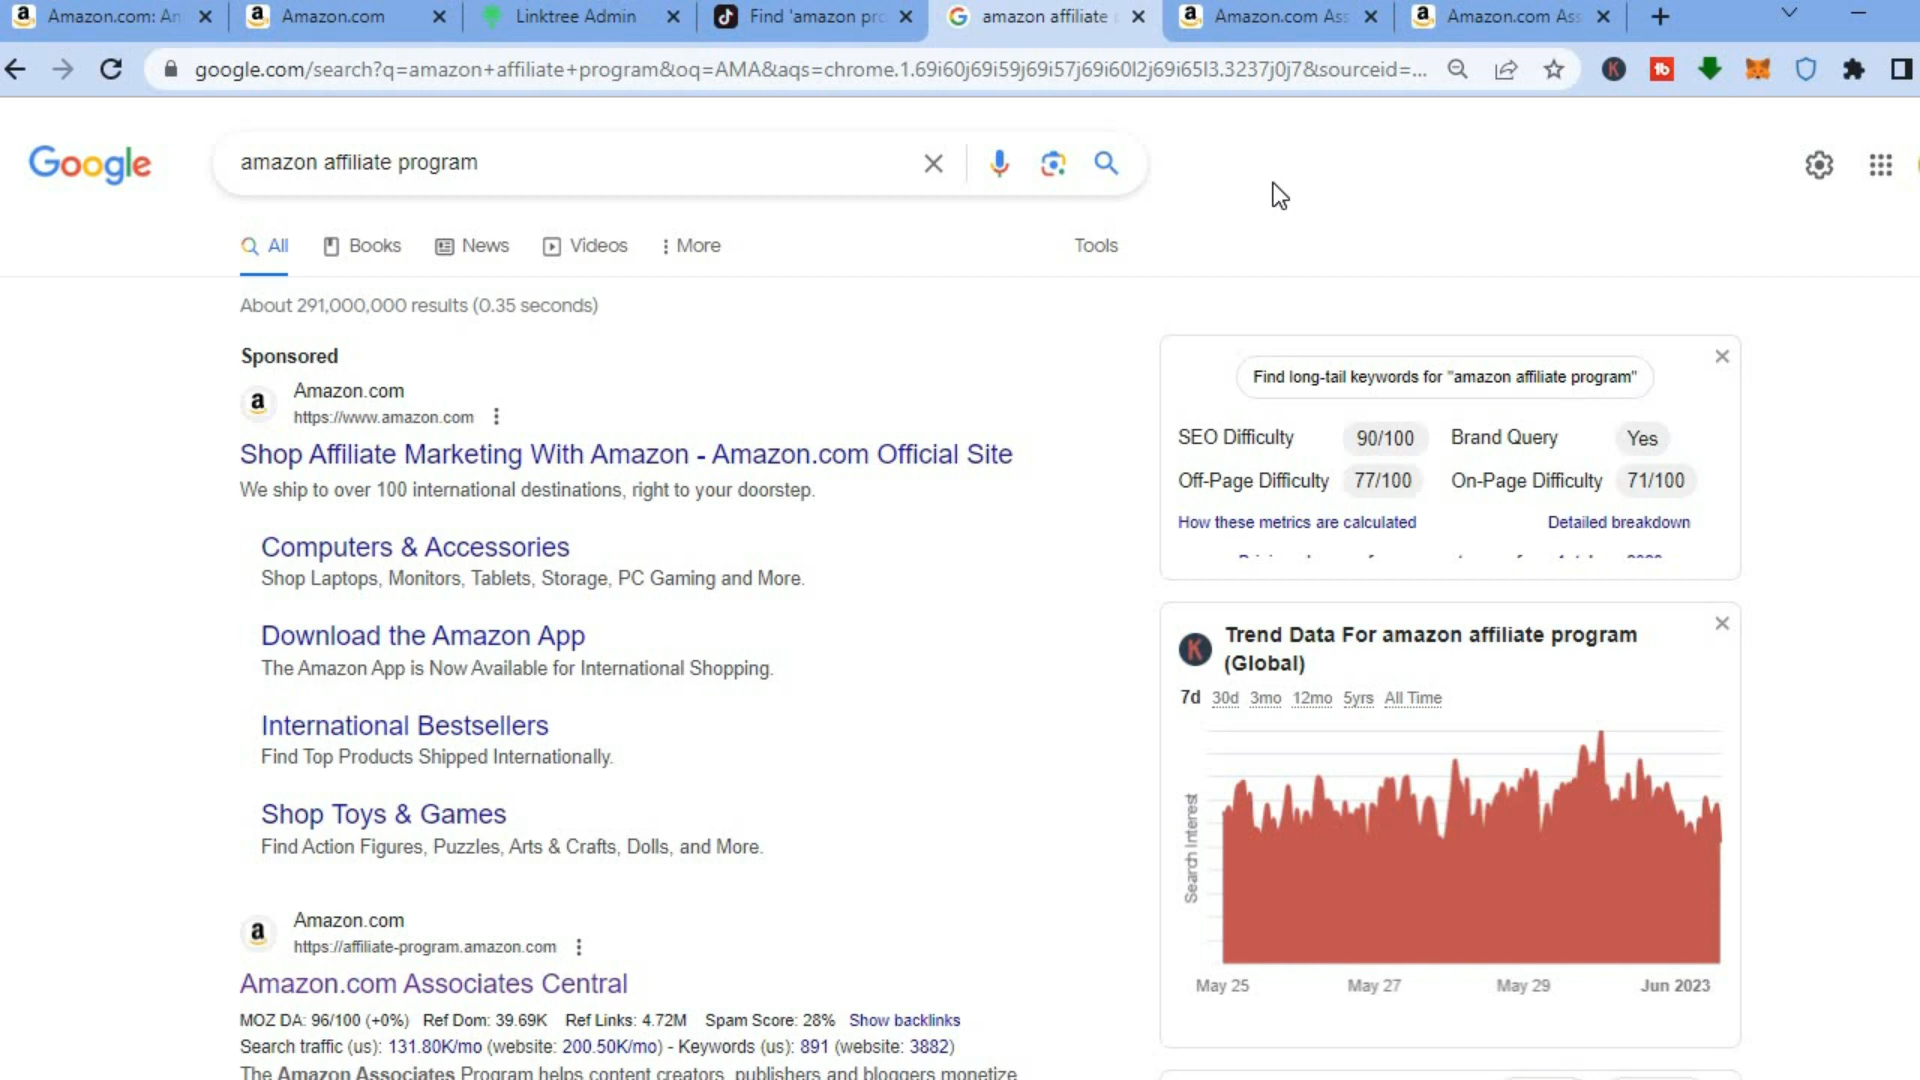 Amazon.com: An
Amazon.com
Linktree Admin
Find 'amazon pro
amazon affiliate
Amazon.com Ass
Amazon.com Ass
google.com/search?q=amazon+affiliate+program&oq=AMA&aqs=chrome.1.69i60j69i59j69i57j69i60l2j69i65l3.3237j0j7&sourceid=...
Google
amazon affiliate program
All
Books
News
Videos
More
Tools
About 291,000,000 results (0.35 seconds)
Sponsored
Amazon.com
https://www.amazon.com
Shop Affiliate Marketing With Amazon - Amazon.com Official Site
We ship to over 100 international destinations, right to your doorstep.
Computers & Accessories
Shop Laptops, Monitors, Tablets, Storage, PC Gaming and More.
Download the Amazon App
The Amazon App is Now Available for International Shopping.
International Bestsellers
Find Top Products Shipped Internationally.
Shop Toys & Games
Find Action Figures, Puzzles, Arts & Crafts, Dolls, and More.
Amazon.com
https://affiliate-program.amazon.com
Amazon.com Associates Central
MOZ DA: 96/100 (+0%) Ref Dom: 39.69K Ref Links: 4.72M Spam Score: 28% Show backlinks
Search traffic (us): 131.80K/mo (website: 200.50K/mo) - Keywords (us): 891 (website: 3882)
The Amazon Associates Program helps content creators, publishers and bloggers monetize
Find long-tail keywords for "amazon affiliate program"
SEO Difficulty 90/100 Brand Query Yes
Off-Page Difficulty 77/100 On-Page Difficulty 71/100
How these metrics are calculated
Detailed breakdown
Trend Data For amazon affiliate program
(Global)
7d 30d 3mo 12mo 5yrs All Time
Search Interest
May 25 May 27 May 29 Jun 2023